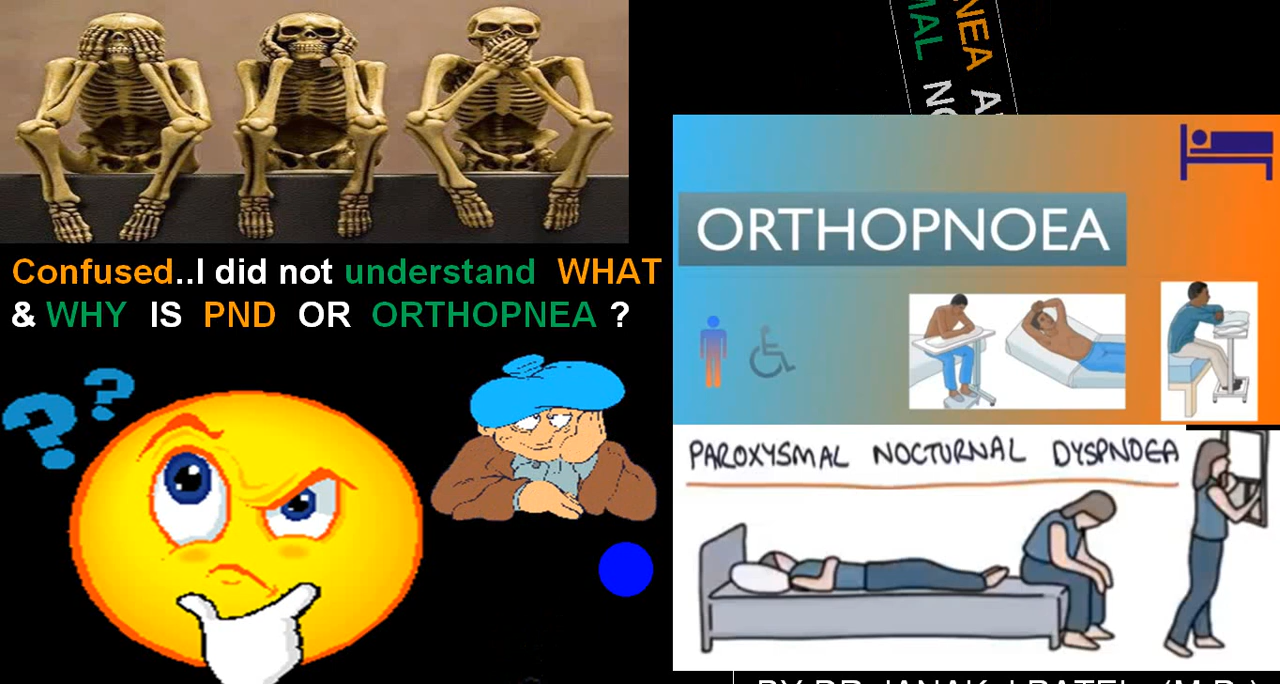 Confused..I did not understand WHAT
& WHY IS PND OR ORTHOPNEA ?
? ?
ORTHOPNOEA
PAROXYSMAL NOCTURNAL DYSPNOEA